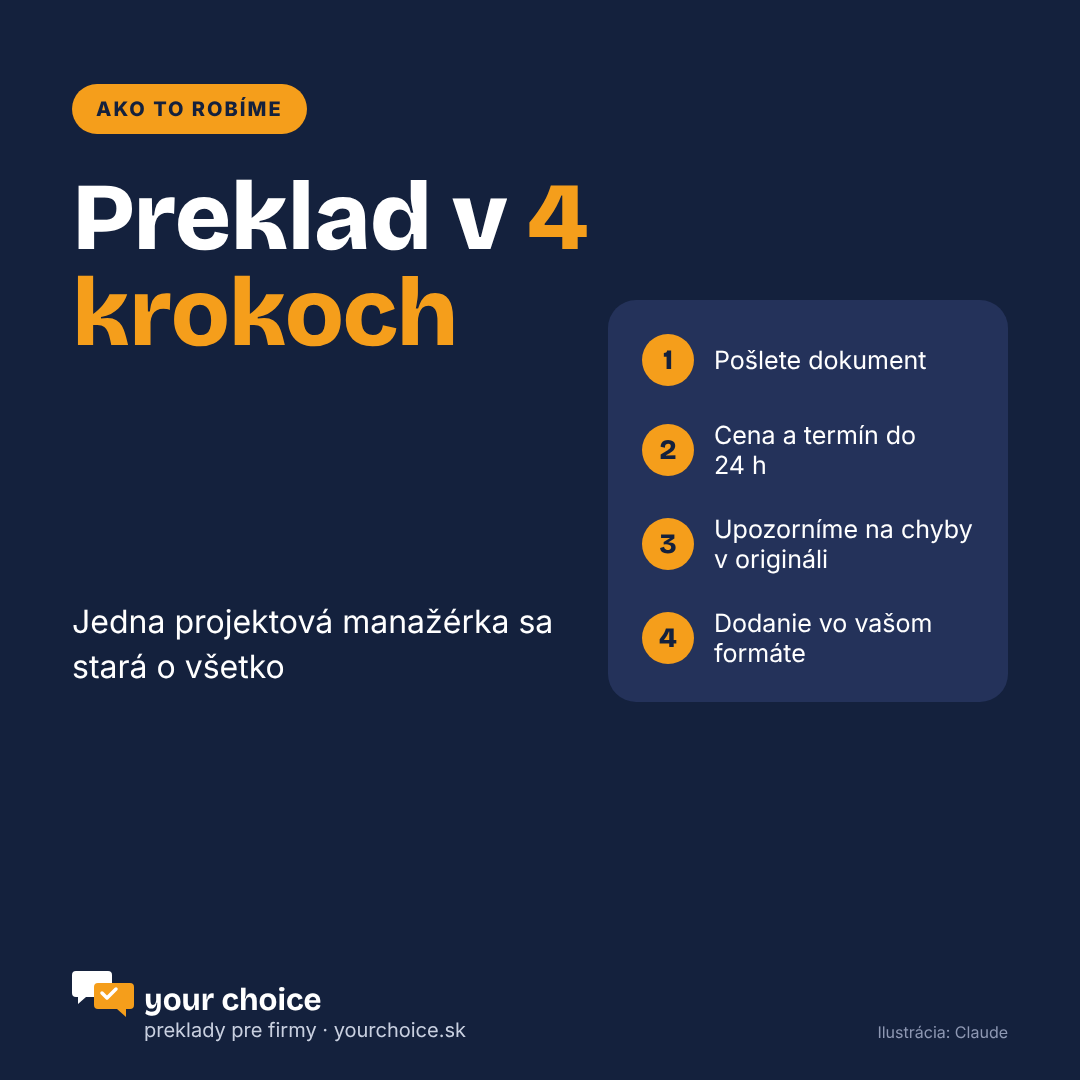 AKO TO ROBÍME
Preklad v 4
krokoch
1 Pošlete dokument
2 Cena a termín do
24 h
3 Upozorníme na chyby
v origináli
4 Dodanie vo vašom
formáte
Jedna projektová manažérka sa
stará o všetko
your choice
preklady pre firmy · yourchoice.sk
Ilustrácia: Claude